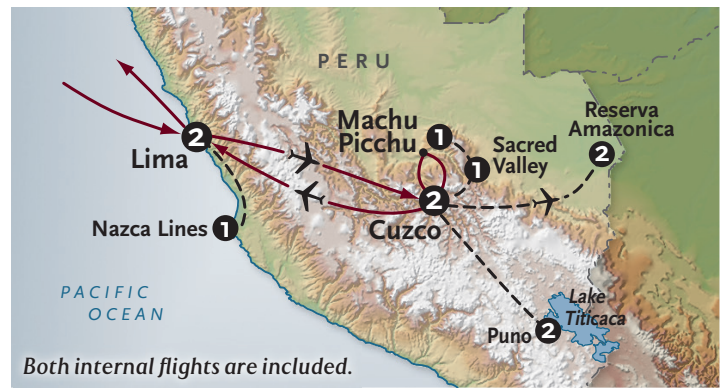 PERU
Reserva
Amazonica
2
Machu
Picchu
1
Sacred
Valley
1
2
Lima
2
Cuzco
Nazca Lines 1
PACIFIC
OCEAN
Lake
Titicaca
Puno 2
Both internal flights are included.